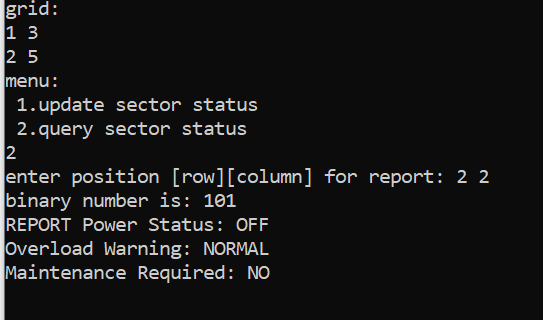 grid:
1 3
2 5
menu:
 1.update sector status
 2.query sector status
2
enter position [row][column] for report: 2 2
binary number is: 101
REPORT Power Status: OFF
Overload Warning: NORMAL
Maintenance Required: NO